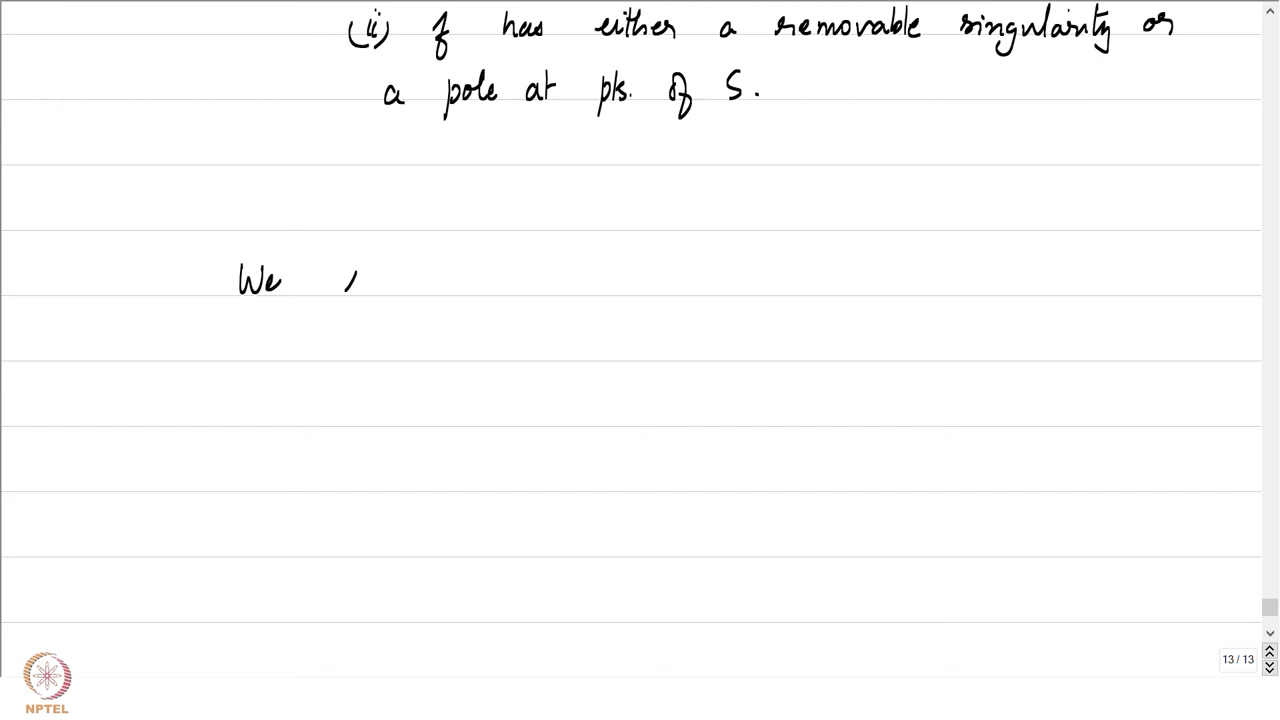 (ii) f has either a removable singularity or
a pole at pts. of S.
We
13 / 13
NPTEL